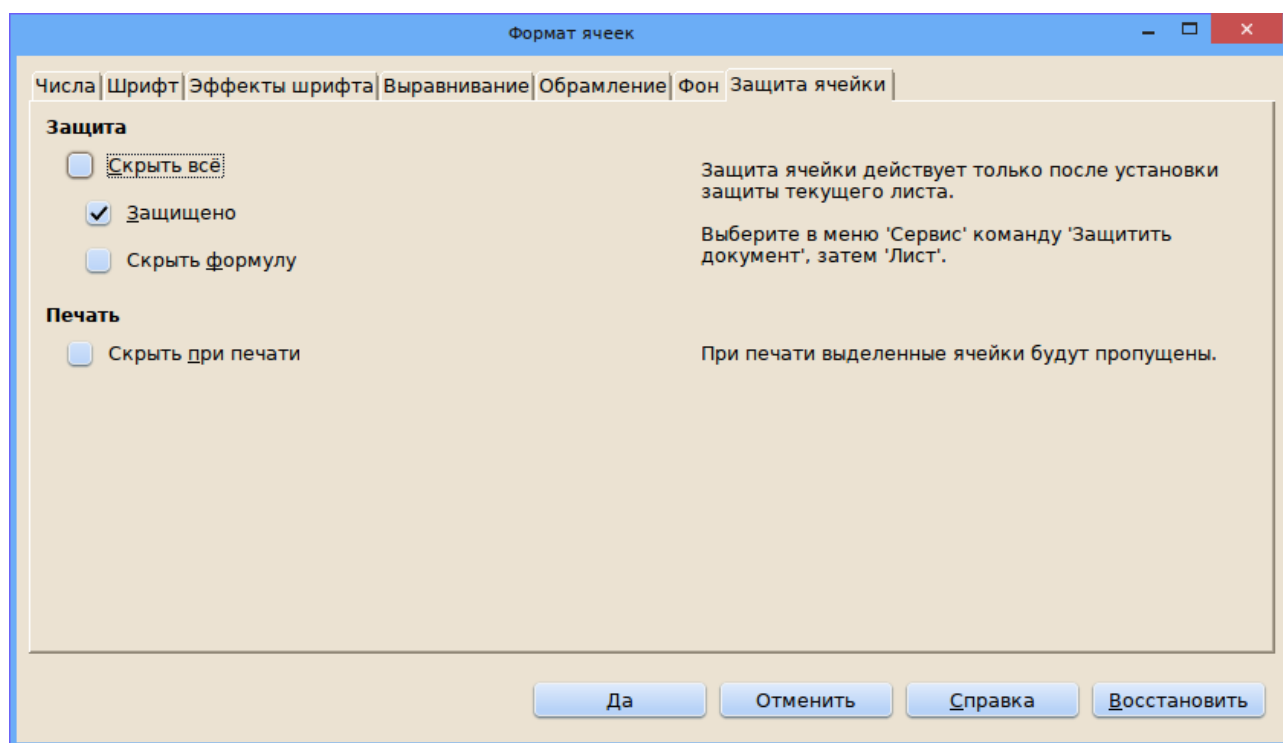 Формат ячеек
Числа Шрифт Эффекты шрифта Выравнивание Обрамление Фон Защита ячейки
Защита
Скрыть всё
Защищено
Скрыть формулу
Защита ячейки действует только после установки
защиты текущего листа.
Выберите в меню 'Сервис' команду 'Защитить
документ', затем 'Лист'.
Печать
Скрыть при печати
При печати выделенные ячейки будут пропущены.
Да Отменить Справка Восстановить